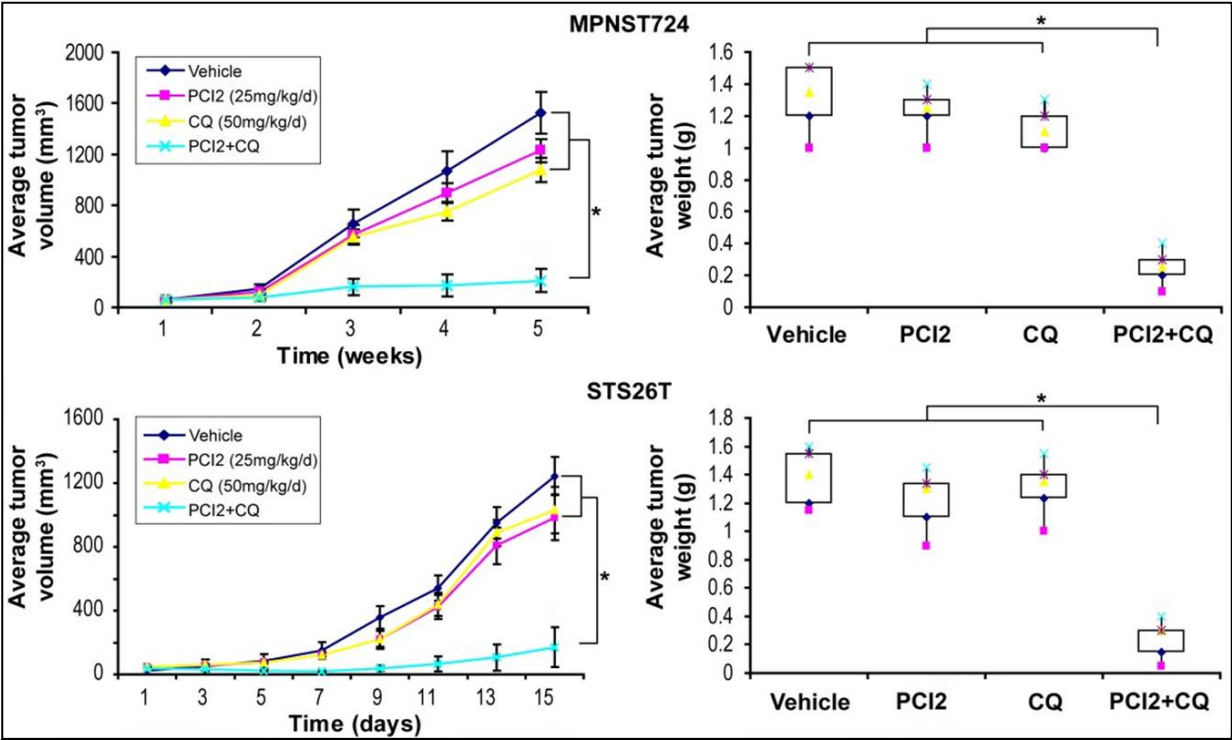 MPNST724
Average tumor
volume (mm³)
2000
1600
1200
800
400
0
Vehicle
PCI2 (25mg/kg/d)
CQ (50mg/kg/d)
PCI2+CQ
*
1 2 3 4 5
Time (weeks)
Average tumor
weight (g)
1.6
1.4
1.2
1
0.8
0.6
0.4
0.2
0
*
Vehicle PCI2 CQ PCI2+CQ
STS26T
Average tumor
volume (mm³)
1600
1200
800
400
0
Vehicle
PCI2 (25mg/kg/d)
CQ (50mg/kg/d)
PCI2+CQ
*
1 3 5 7 9 11 13 15
Time (days)
Average tumor
weight (g)
1.8
1.6
1.4
1.2
1
0.8
0.6
0.4
0.2
0
*
Vehicle PCI2 CQ PCI2+CQ